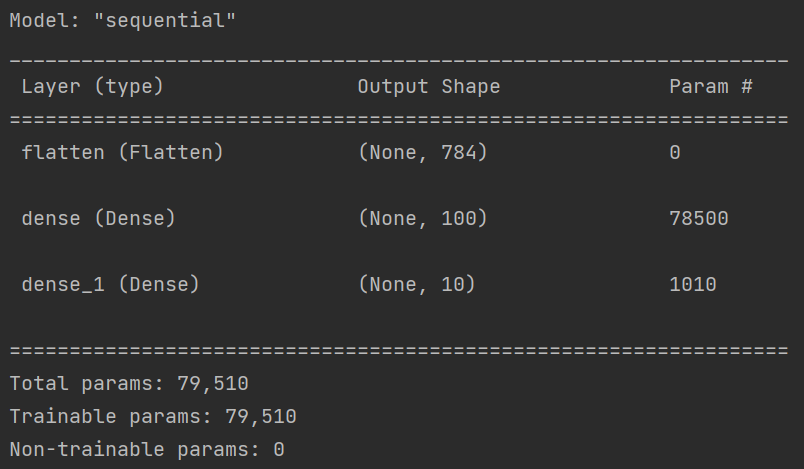 Model: "sequential"
_________________________________________________________________
Layer (type) Output Shape Param #
=================================================================
flatten (Flatten) (None, 784) 0
dense (Dense) (None, 100) 78500
dense_1 (Dense) (None, 10) 1010
=================================================================
Total params: 79,510
Trainable params: 79,510
Non-trainable params: 0